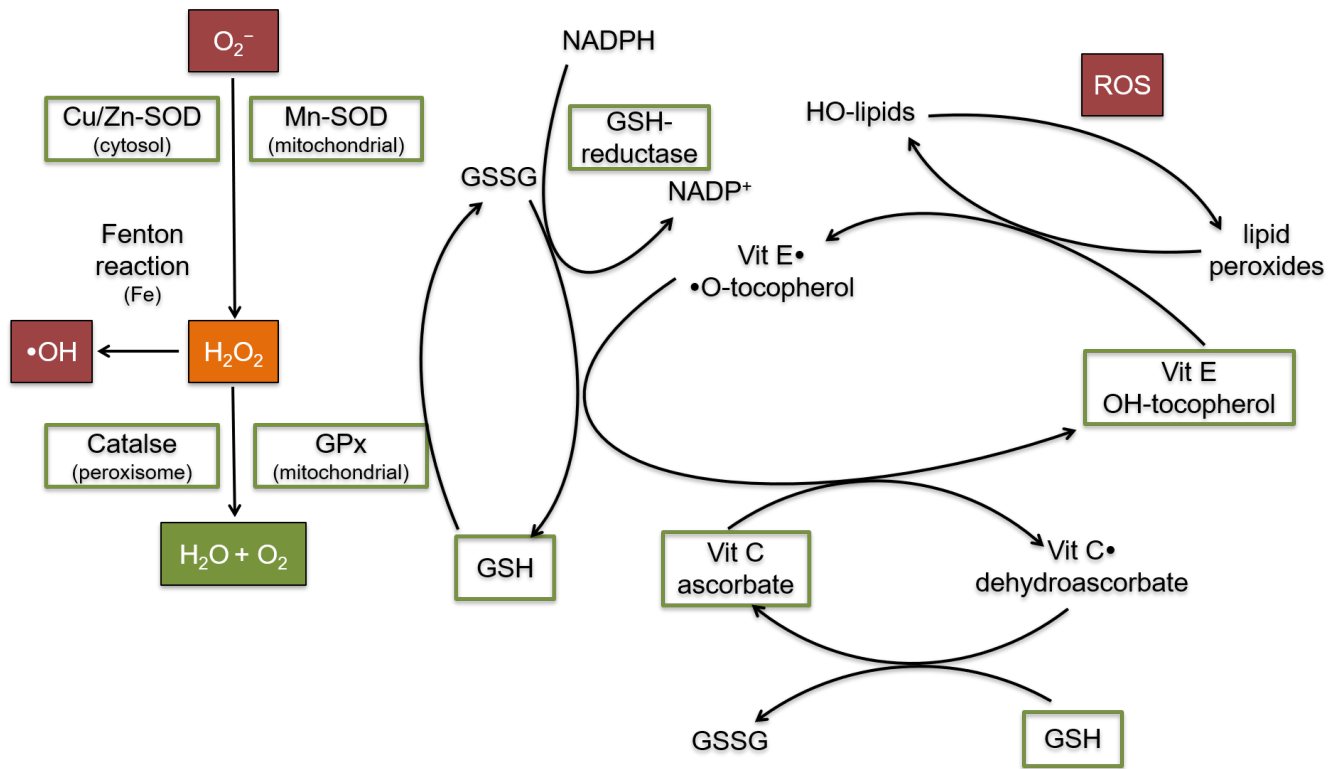 O₂⁻
Cu/Zn-SOD
(cytosol)
Mn-SOD
(mitochondrial)
Fenton
reaction
(Fe)
•OH
H₂O₂
Catalse
(peroxisome)
GPx
(mitochondrial)
H₂O + O₂
NADPH
GSH-
reductase
GSSG
NADP⁺
GSH
HO-lipids
ROS
lipid
peroxides
Vit E•
•O-tocopherol
Vit E
OH-tocopherol
Vit C
ascorbate
Vit C•
dehydroascorbate
GSSG
GSH